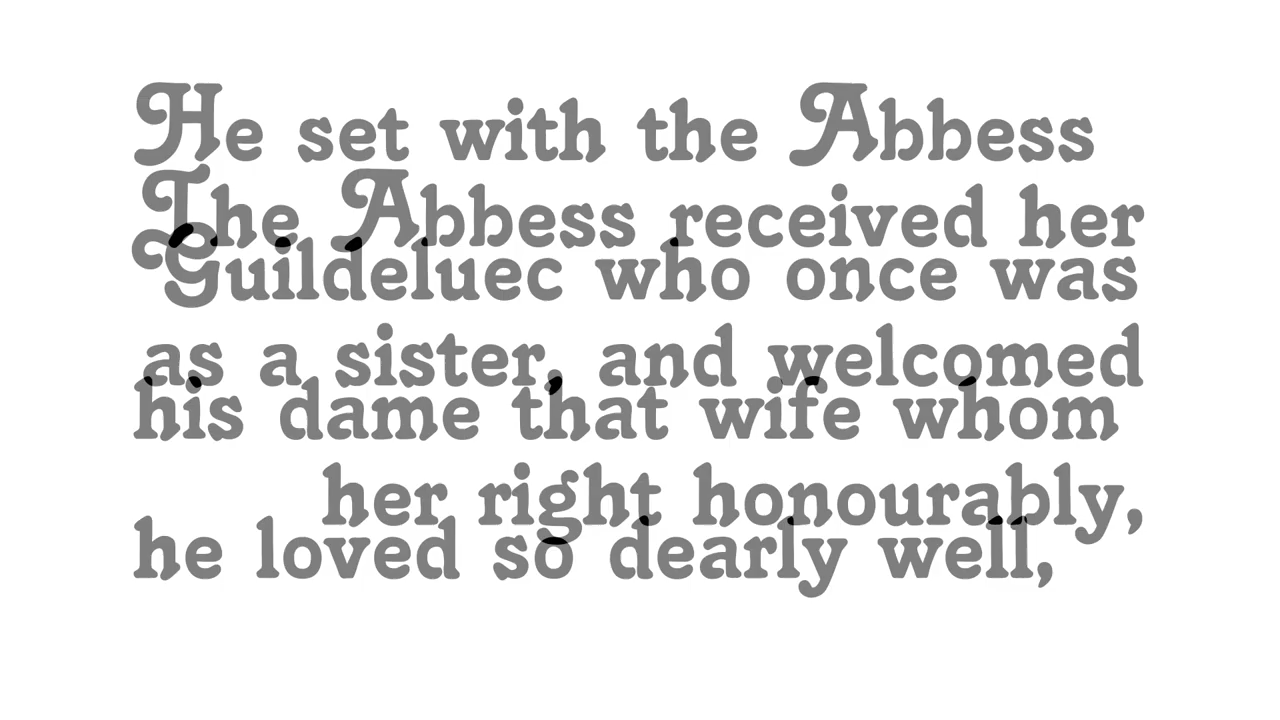 He set with the Abbess
Guildeluec who once was
his dame that wife whom
he loved so dearly well,
The Abbess received her
as a sister, and welcomed
her right honourably,